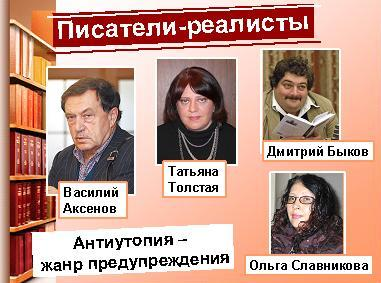 Писатели-реалисты
Василий
Аксенов
Татьяна
Толстая
Дмитрий Быков
Ольга Славникова
Антиутопия –
жанр предупреждения